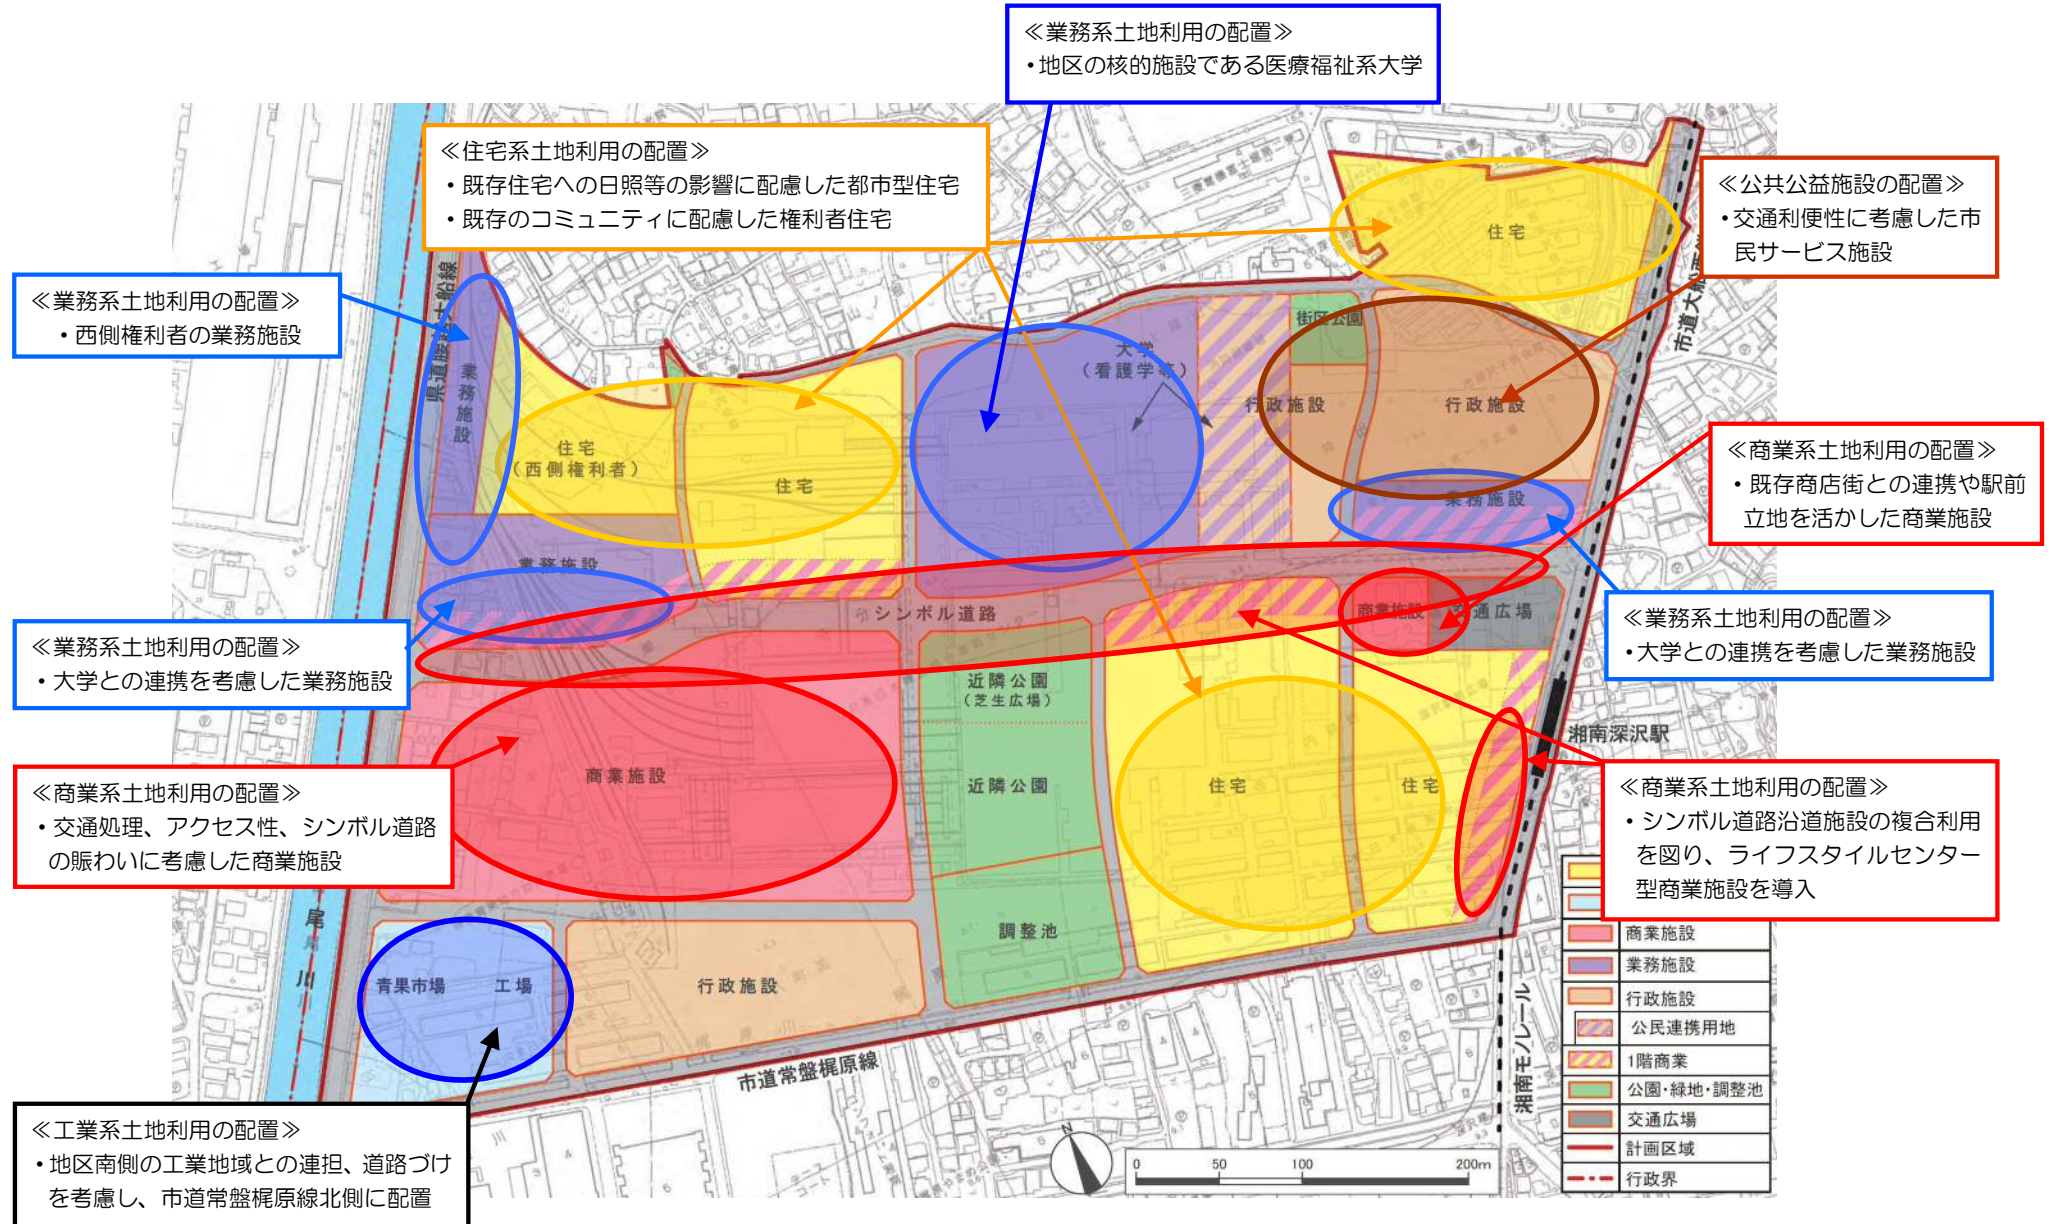 ≪業務系土地利用の配置≫
・地区の核的施設である医療福祉系大学
≪住宅系土地利用の配置≫
・既存住宅への日照等の影響に配慮した都市型住宅
・既存のコミュニティに配慮した権利者住宅
≪公共公益施設の配置≫
・交通利便性に考慮した市
民サービス施設
≪業務系土地利用の配置≫
・西側権利者の業務施設
≪商業系土地利用の配置≫
・既存商店街との連携や駅前
立地を活かした商業施設
≪業務系土地利用の配置≫
・大学との連携を考慮した業務施設
≪業務系土地利用の配置≫
・大学との連携を考慮した業務施設
≪商業系土地利用の配置≫
・交通処理、アクセス性、シンボル道路
の賑わいに考慮した商業施設
≪商業系土地利用の配置≫
・シンボル道路沿道施設の複合利用
を図り、ライフスタイルセンター
型商業施設を導入
≪工業系土地利用の配置≫
・地区南側の工業地域との連担、道路づけ
を考慮し、市道常盤梶原線北側に配置
住宅
街区公園
大学
（看護学等）
行政施設
行政施設
業務施設
業務施設
住宅
（西側権利者）
住宅
業務施設
シンボル道路
商業施設
交通広場
近隣公園
（芝生広場）
近隣公園
調整池
商業施設
住宅
住宅
湘南深沢駅
青果市場
工場
行政施設
尾
川
市道常盤梶原線
湘南モノレール
市道大船西
N
0 50 100 200m
商業施設
業務施設
行政施設
公民連携用地
1階商業
公園・緑地・調整池
交通広場
計画区域
行政界